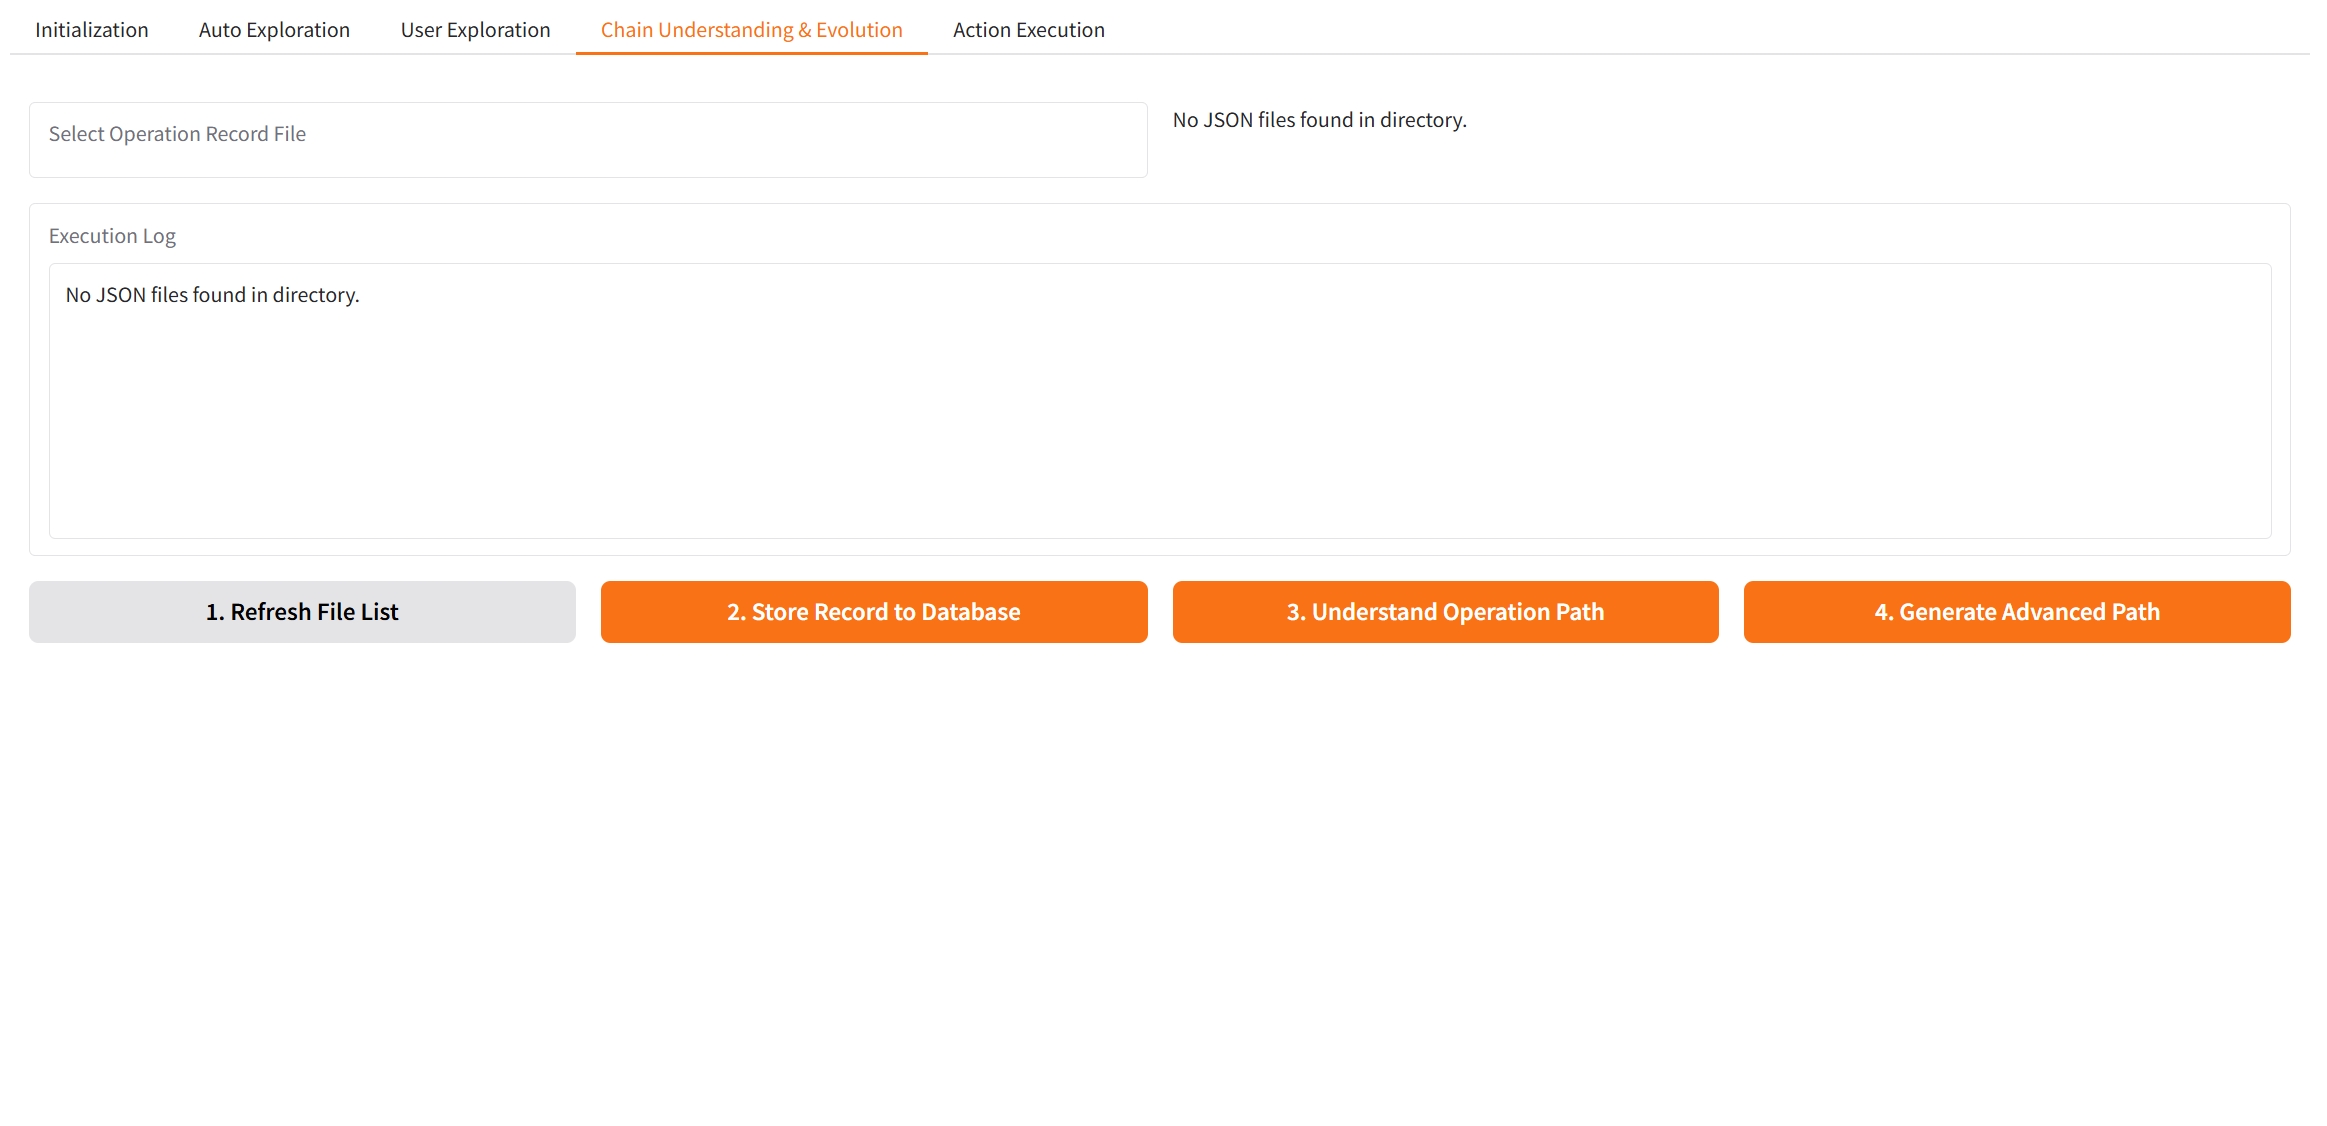 Initialization Auto Exploration User Exploration Chain Understanding & Evolution Action Execution
Select Operation Record File
No JSON files found in directory.
Execution Log
No JSON files found in directory.
1. Refresh File List 2. Store Record to Database 3. Understand Operation Path 4. Generate Advanced Path